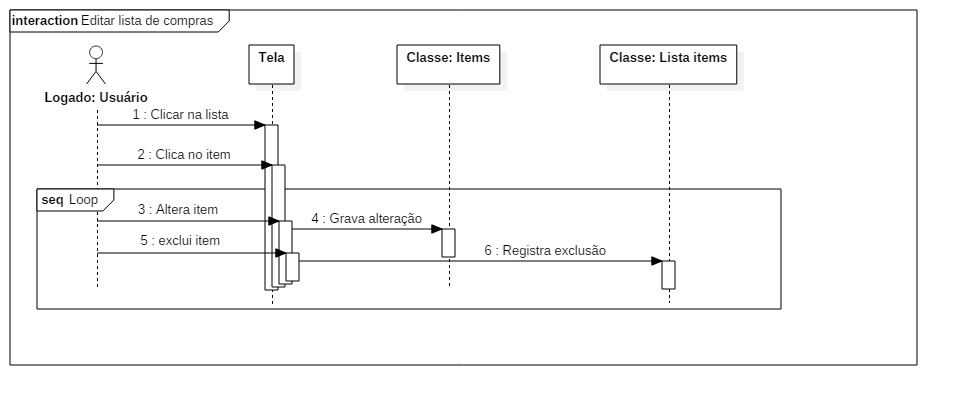 interaction Editar lista de compras
Tela
Classe: Items
Classe: Lista items
Logado: Usuário
1 : Clicar na lista
2 : Clica no item
seq Loop
3 : Altera item
4 : Grava alteração
5 : exclui item
6 : Registra exclusão